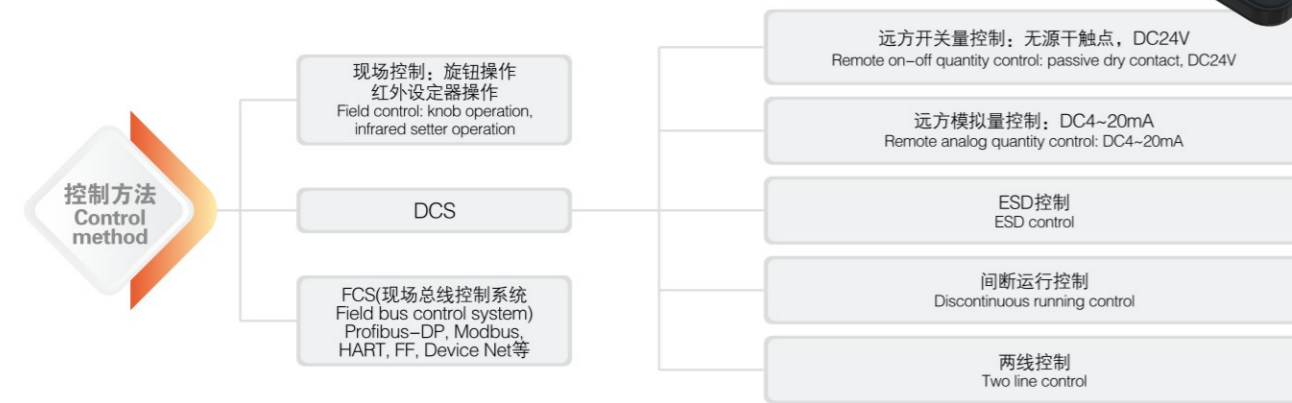 控制方法
Control
method
现场控制：旋钮操作
红外设定器操作
Field control: knob operation,
infrared setter operation
DCS
FCS(现场总线控制系统
Field bus control system)
Profibus-DP, Modbus,
HART, FF, Device Net等
远方开关量控制：无源干触点，DC24V
Remote on-off quantity control: passive dry contact, DC24V
远方模拟量控制：DC4~20mA
Remote analog quantity control: DC4~20mA
ESD控制
ESD control
间断运行控制
Discontinuous running control
两线控制
Two line control